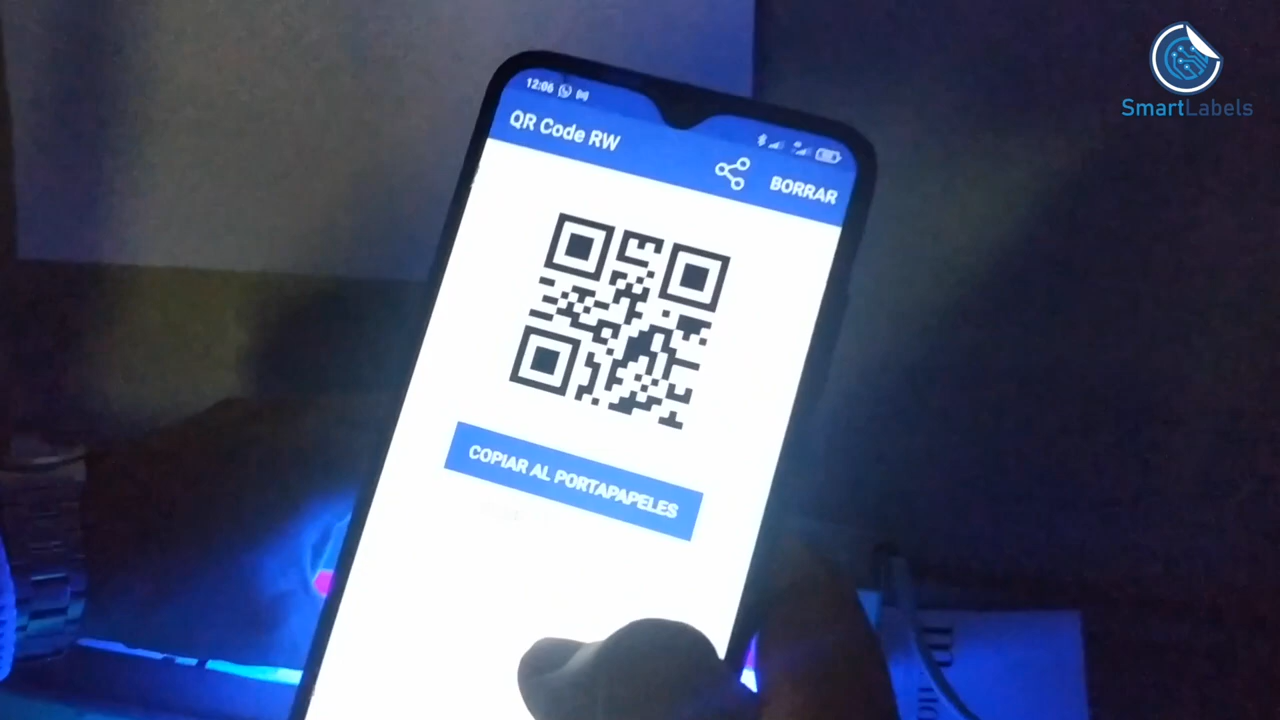 SmartLabels
12:06
QR Code RW
BORRAR
COPIAR AL PORTAPAPELES